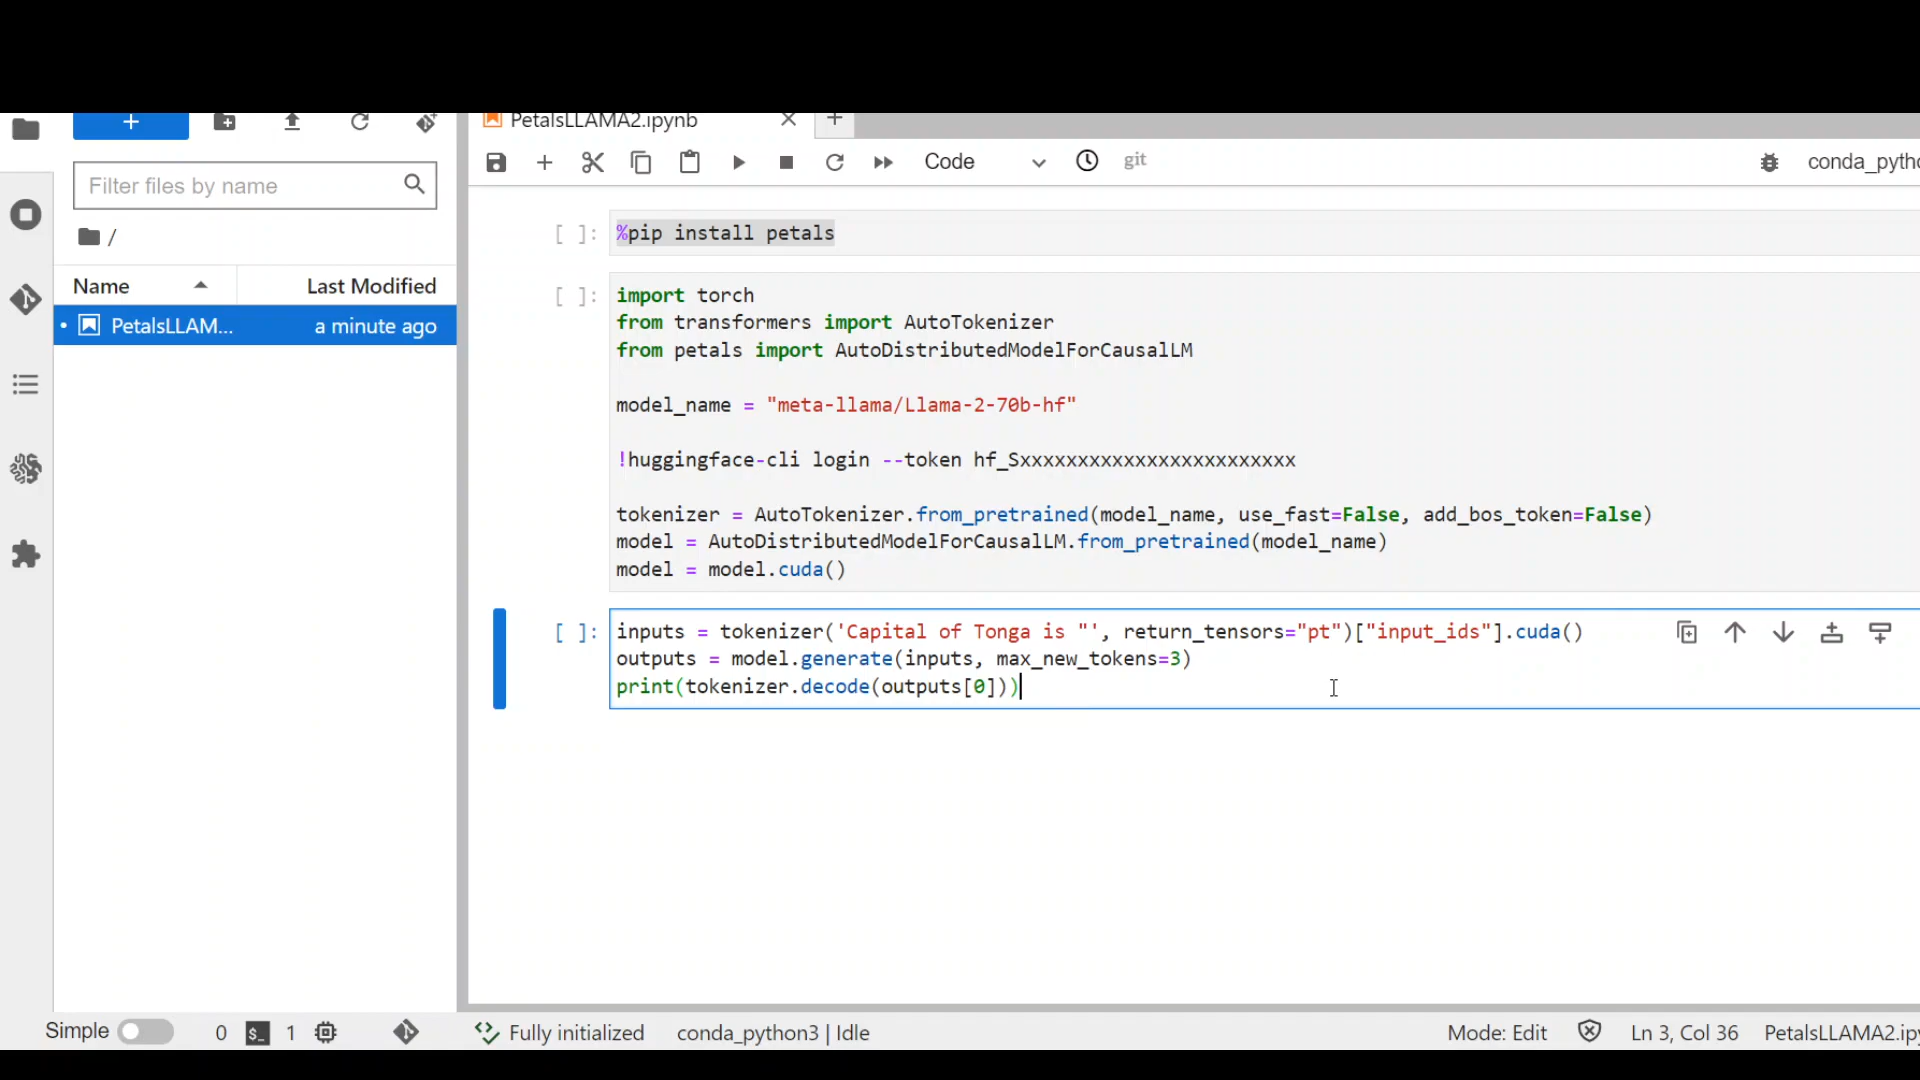 PetalsLLAMA2.ipynb
Code
git
conda_pytho
Filter files by name
/
Name
Last Modified
PetalsLLAM...
a minute ago
[ ]:
%pip install petals
[ ]:
import torch
from transformers import AutoTokenizer
from petals import AutoDistributedModelForCausalLM
model_name = "meta-llama/Llama-2-70b-hf"
!huggingface-cli login --token hf_Sxxxxxxxxxxxxxxxxxxxxxxxx
tokenizer = AutoTokenizer.from_pretrained(model_name, use_fast=False, add_bos_token=False)
model = AutoDistributedModelForCausalLM.from_pretrained(model_name)
model = model.cuda()
[ ]:
inputs = tokenizer('Capital of Tonga is "', return_tensors="pt")["input_ids"].cuda()
outputs = model.generate(inputs, max_new_tokens=3)
print(tokenizer.decode(outputs[0]))
Simple
0
$_
1
Fully initialized
conda_python3 | Idle
Mode: Edit
Ln 3, Col 36
PetalsLLAMA2.ipy